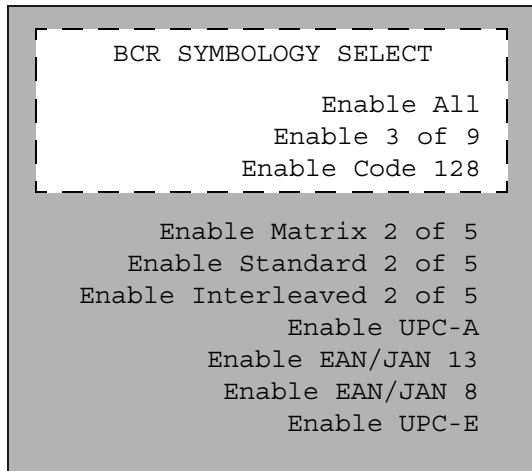 BCR SYMBOLOGY SELECT
Enable All
Enable 3 of 9
Enable Code 128
Enable Matrix 2 of 5
Enable Standard 2 of 5
Enable Interleaved 2 of 5
Enable UPC-A
Enable EAN/JAN 13
Enable EAN/JAN 8
Enable UPC-E